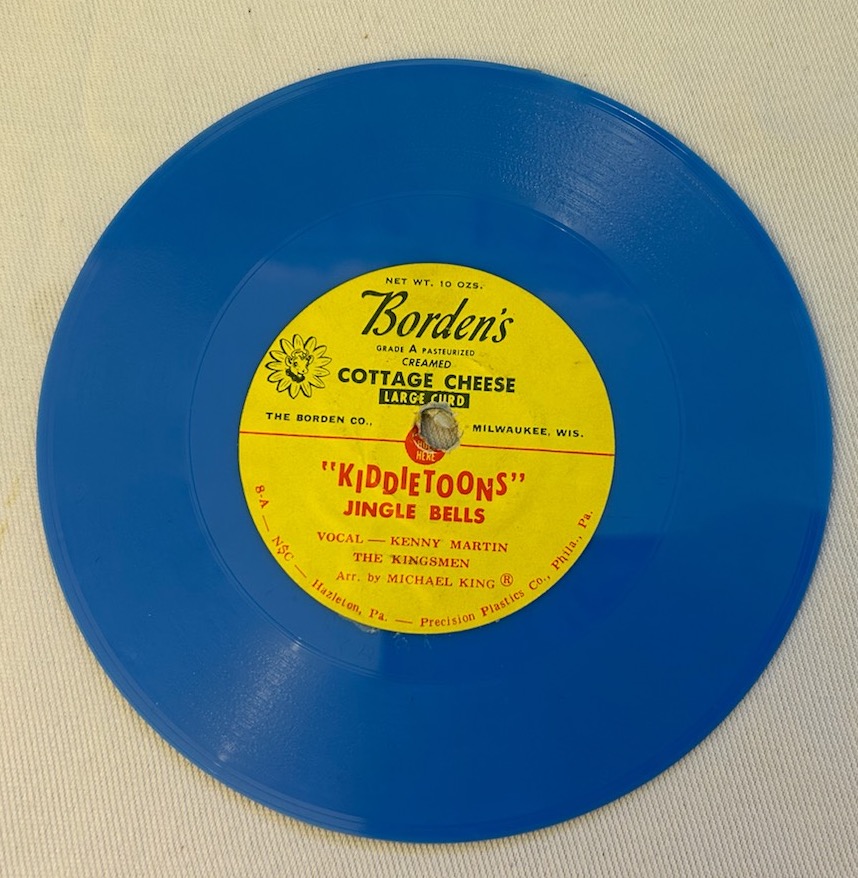 NET WT. 10 OZS.
Borden's
GRADE A PASTEURIZED
CREAMED
COTTAGE CHEESE
LARGE CURD
THE BORDEN CO., MILWAUKEE, WIS.
HERE
"KIDDIETOONS"
JINGLE BELLS
VOCAL — KENNY MARTIN
THE KINGSMEN
Arr. by MICHAEL KING ®
8-A — N$C — Hazleton, Pa. — Precision Plastics Co., Phila., Pa.